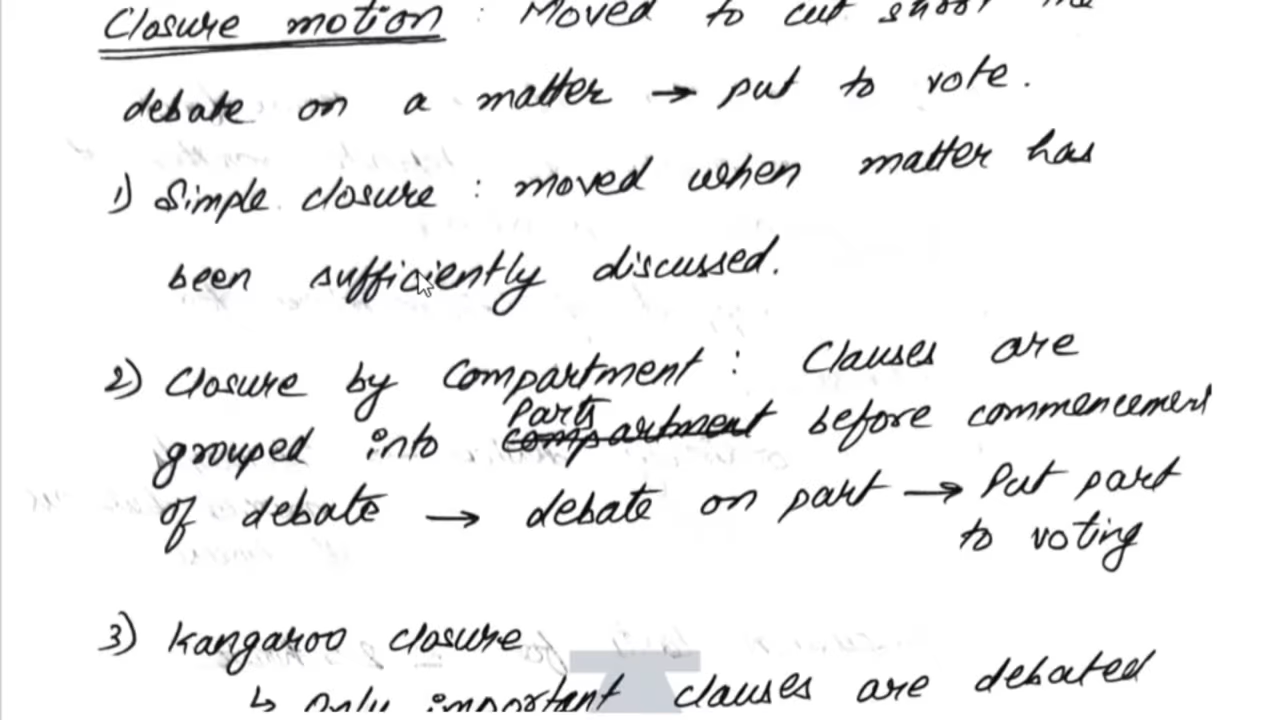 Closure motion : Moved to cut short the
debate on a matter → put to vote.
1) Simple closure : moved when matter has
been sufficiently discussed.
2) Closure by Compartment : Clauses are
grouped into Parts ~~compartment~~ before commencement
of debate → debate on part → Put part
to voting
3) Kangaroo closure
↳ Only important clauses are debated